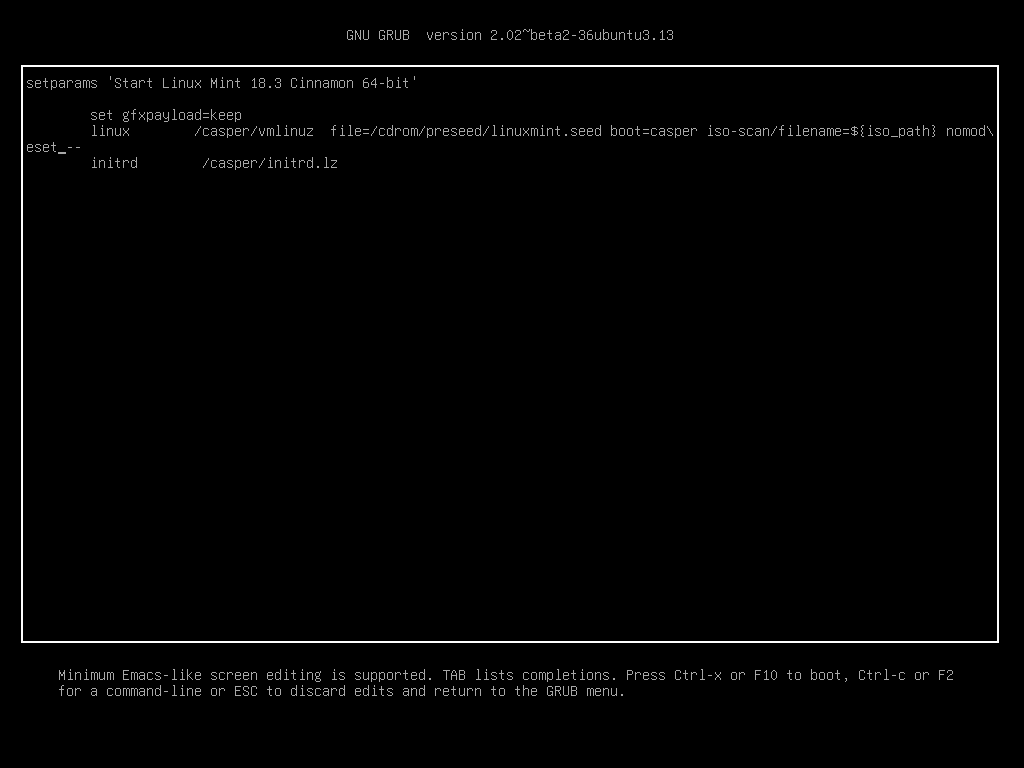 GNU GRUB  version 2.02~beta2-36ubuntu3.13
setparams 'Start Linux Mint 18.3 Cinnamon 64-bit'
set gfxpayload=keep
linux        /casper/vmlinuz  file=/cdrom/preseed/linuxmint.seed boot=casper iso-scan/filename=${iso_path} nomod\
eset_--
initrd        /casper/initrd.lz
Minimum Emacs-like screen editing is supported. TAB lists completions. Press Ctrl-x or F10 to boot, Ctrl-c or F2
for a command-line or ESC to discard edits and return to the GRUB menu.